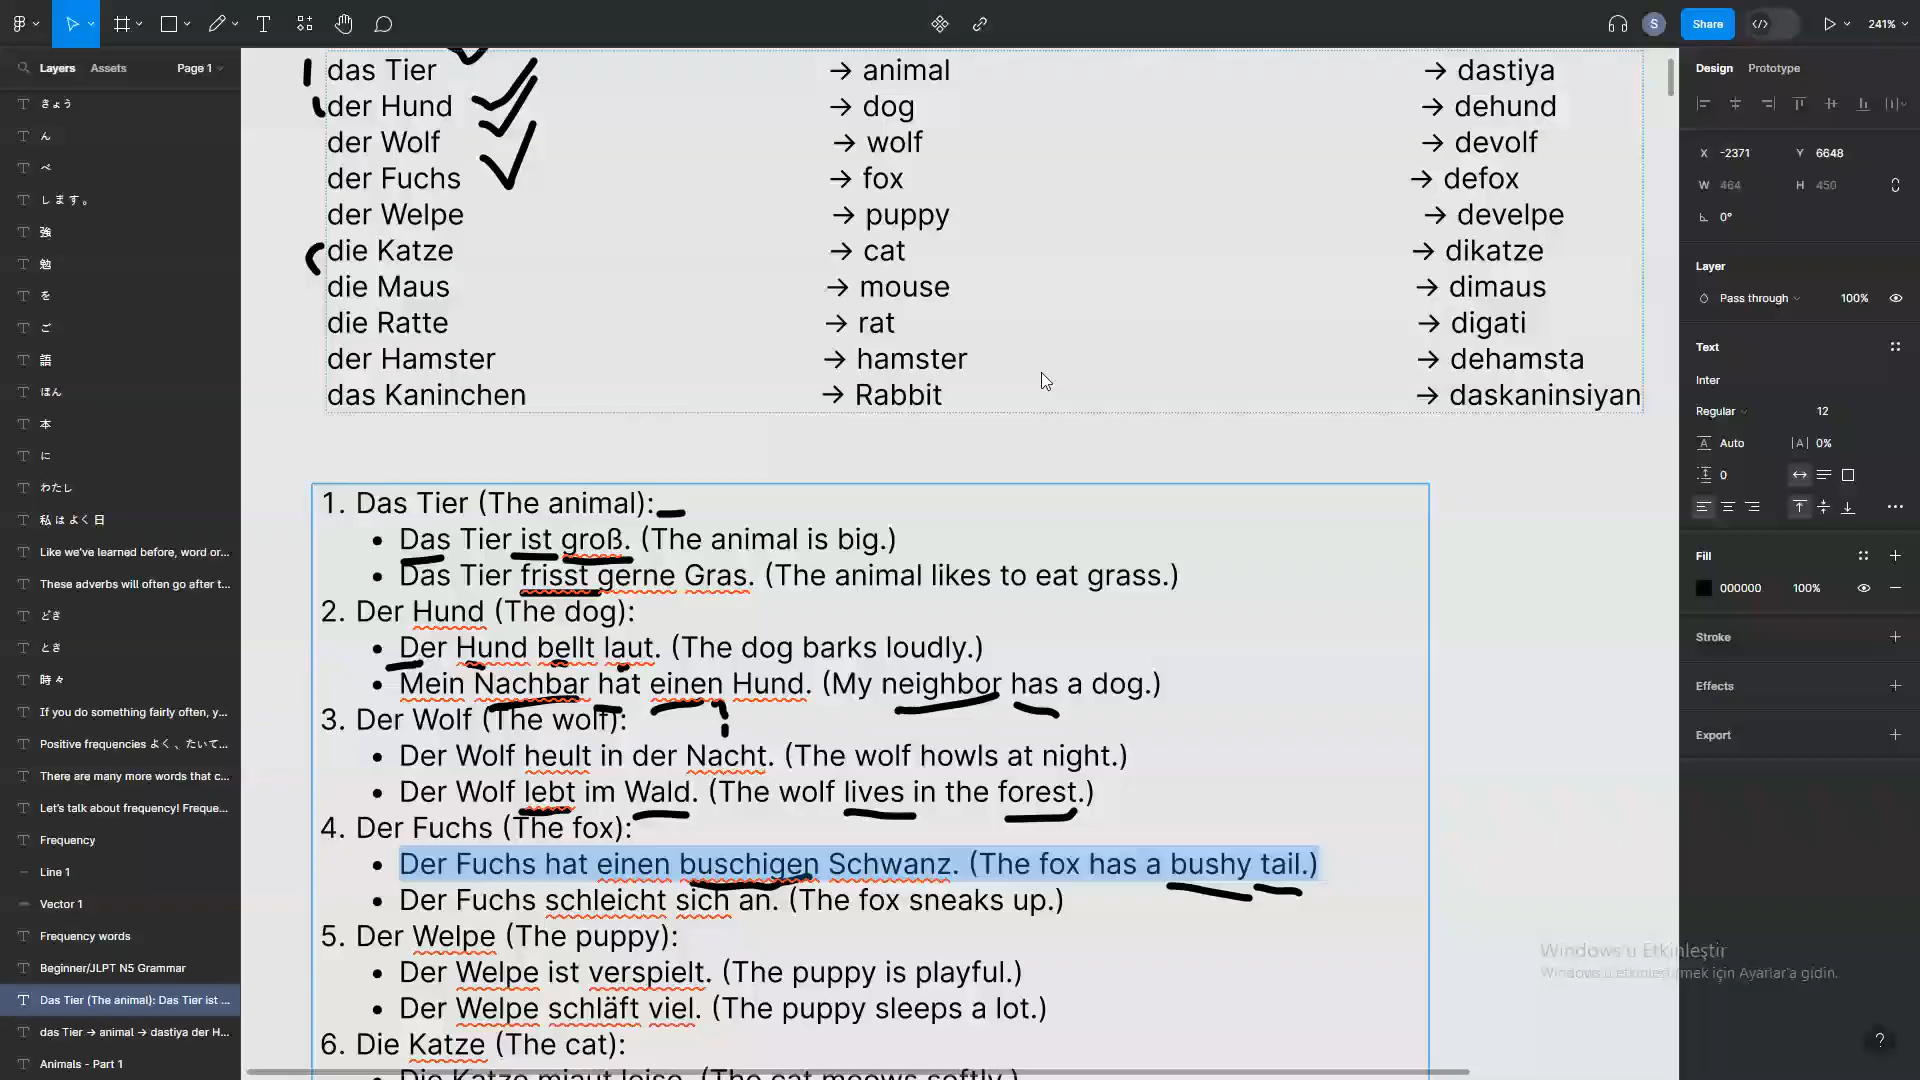 Share
241%
S
Layers
Assets
Page 1
きょう
ん
べ
します。
強
勉
を
ご
語
ほん
本
に
わたし
私 は よく 日
Like we've learned before, word or...
These adverbs will often go after t...
どき
とき
時々
If you do something fairly often, y...
Positive frequencies よく 、たいて...
There are many more words that c...
Let's talk about frequency! Freque...
Frequency
Line 1
Vector 1
Frequency words
Beginner/JLPT N5 Grammar
Das Tier (The animal): Das Tier ist ...
das Tier → animal → dastiya der H...
Animals - Part 1
das Tier → animal → dastiya
der Hund → dog → dehund
der Wolf → wolf → devolf
der Fuchs → fox → defox
der Welpe → puppy → develpe
die Katze → cat → dikatze
die Maus → mouse → dimaus
die Ratte → rat → digati
der Hamster → hamster → dehamsta
das Kaninchen → Rabbit → daskaninsiyan
1. Das Tier (The animal):
• Das Tier ist groß. (The animal is big.)
• Das Tier frisst gerne Gras. (The animal likes to eat grass.)
2. Der Hund (The dog):
• Der Hund bellt laut. (The dog barks loudly.)
• Mein Nachbar hat einen Hund. (My neighbor has a dog.)
3. Der Wolf (The wolf):
• Der Wolf heult in der Nacht. (The wolf howls at night.)
• Der Wolf lebt im Wald. (The wolf lives in the forest.)
4. Der Fuchs (The fox):
• Der Fuchs hat einen buschigen Schwanz. (The fox has a bushy tail.)
• Der Fuchs schleicht sich an. (The fox sneaks up.)
5. Der Welpe (The puppy):
• Der Welpe ist verspielt. (The puppy is playful.)
• Der Welpe schläft viel. (The puppy sleeps a lot.)
6. Die Katze (The cat):
• Die Katze miaut leise. (The cat meows softly.)
Design
Prototype
X -2371 Y 6648
W 464 H 450
0°
Layer
Pass through 100%
Text
Inter
Regular 12
A Auto |A| 0%
0
Fill
000000 100%
Stroke
Effects
Export
Windows'u Etkinleştir
Windows'u etkinleştirmek için Ayarlar'a gidin.
?